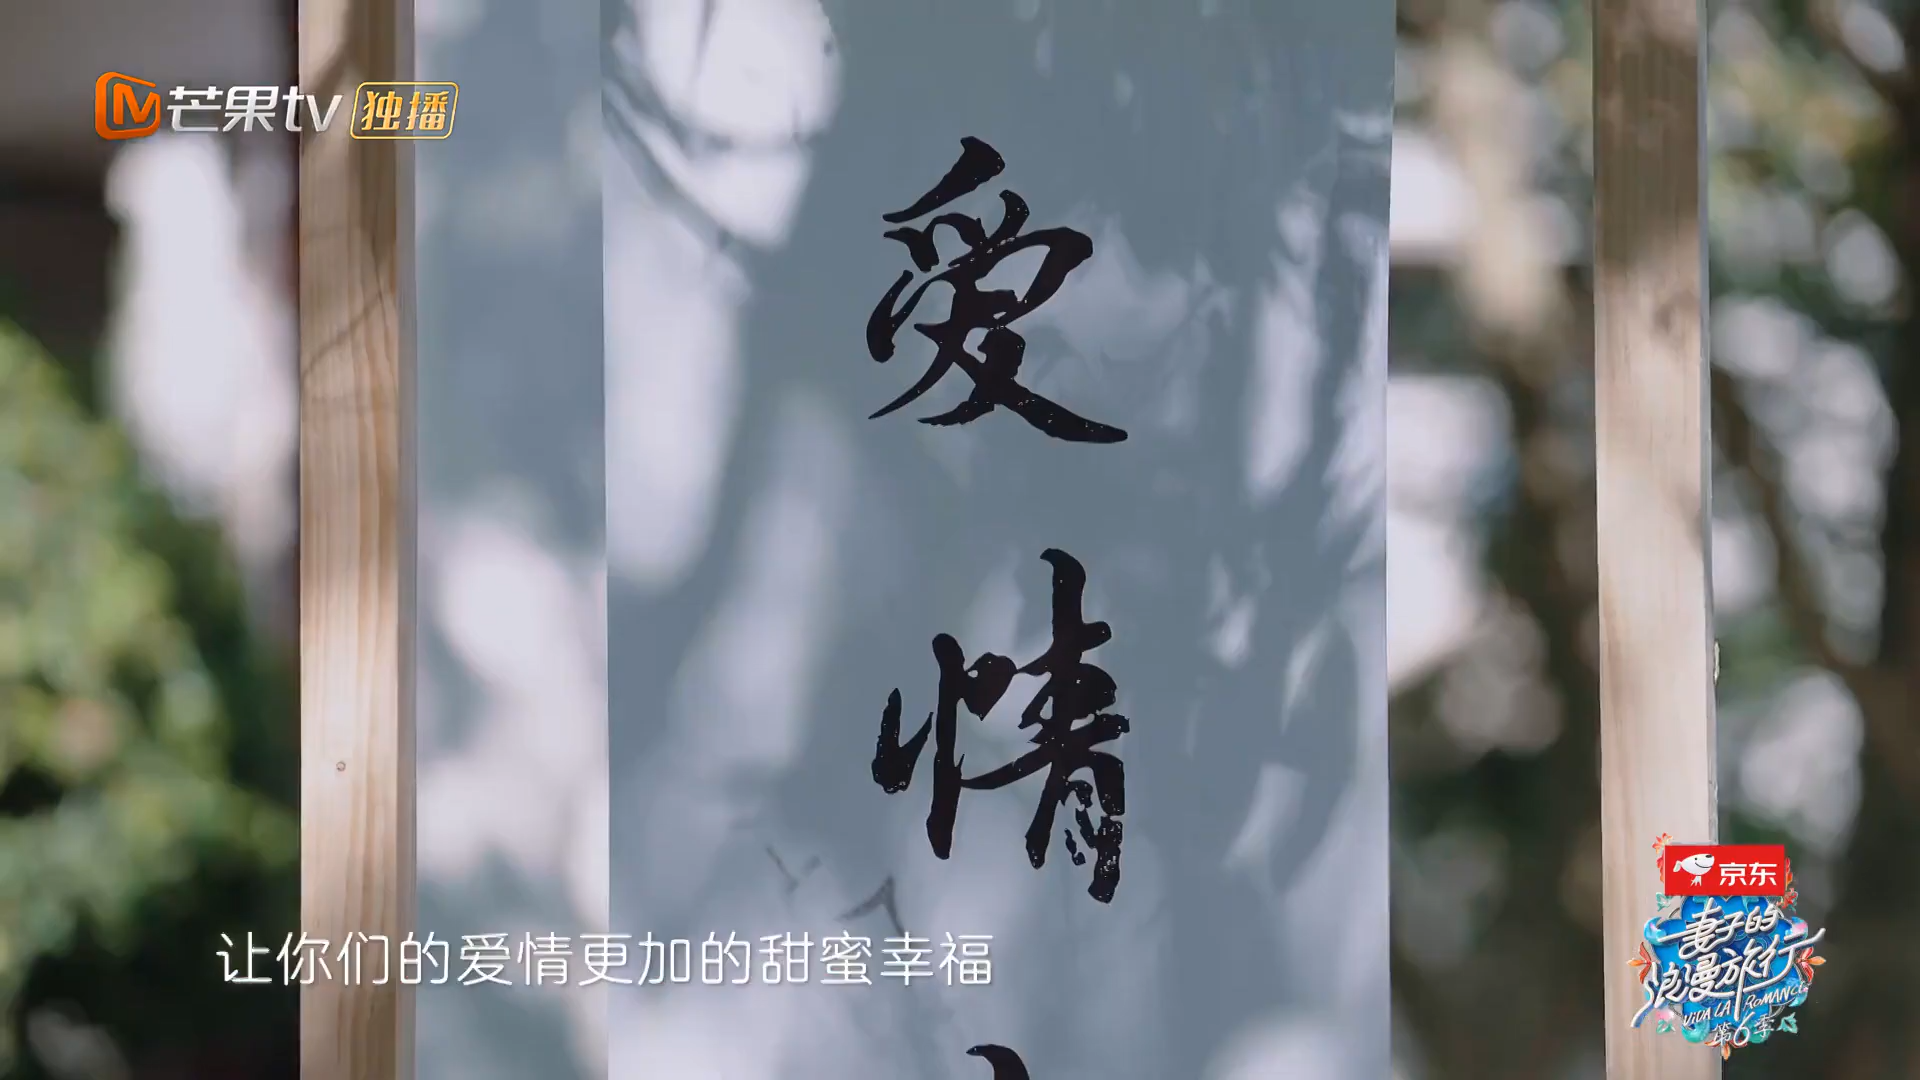 芒果tv 独播
爱
情
让你们的爱情更加的甜蜜幸福
京东
妻子的
浪漫旅行
VIVA LA ROMANCE
第6季